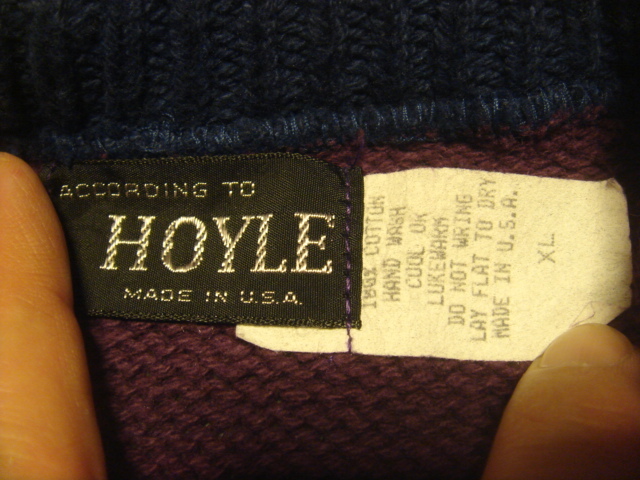 ACCORDING TO
HOYLE
MADE IN U.S.A.
100% COTTON
HAND WASH
COOL OR
LUKEWARM
DO NOT WRING
LAY FLAT TO DRY
MADE IN U.S.A.
XL